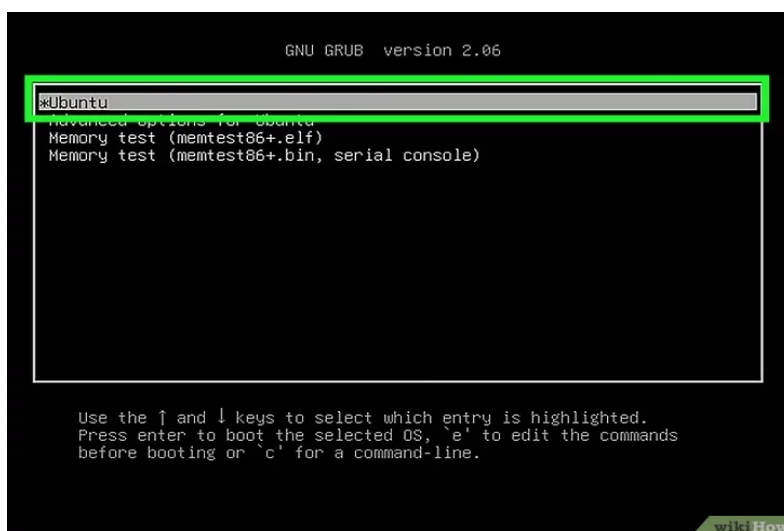 GNU GRUB version 2.06
*Ubuntu
Advanced options for Ubuntu
Memory test (memtest86+.elf)
Memory test (memtest86+.bin, serial console)
Use the ↑ and ↓ keys to select which entry is highlighted.
Press enter to boot the selected OS, `e' to edit the commands
before booting or `c' for a command-line.
wikiHow